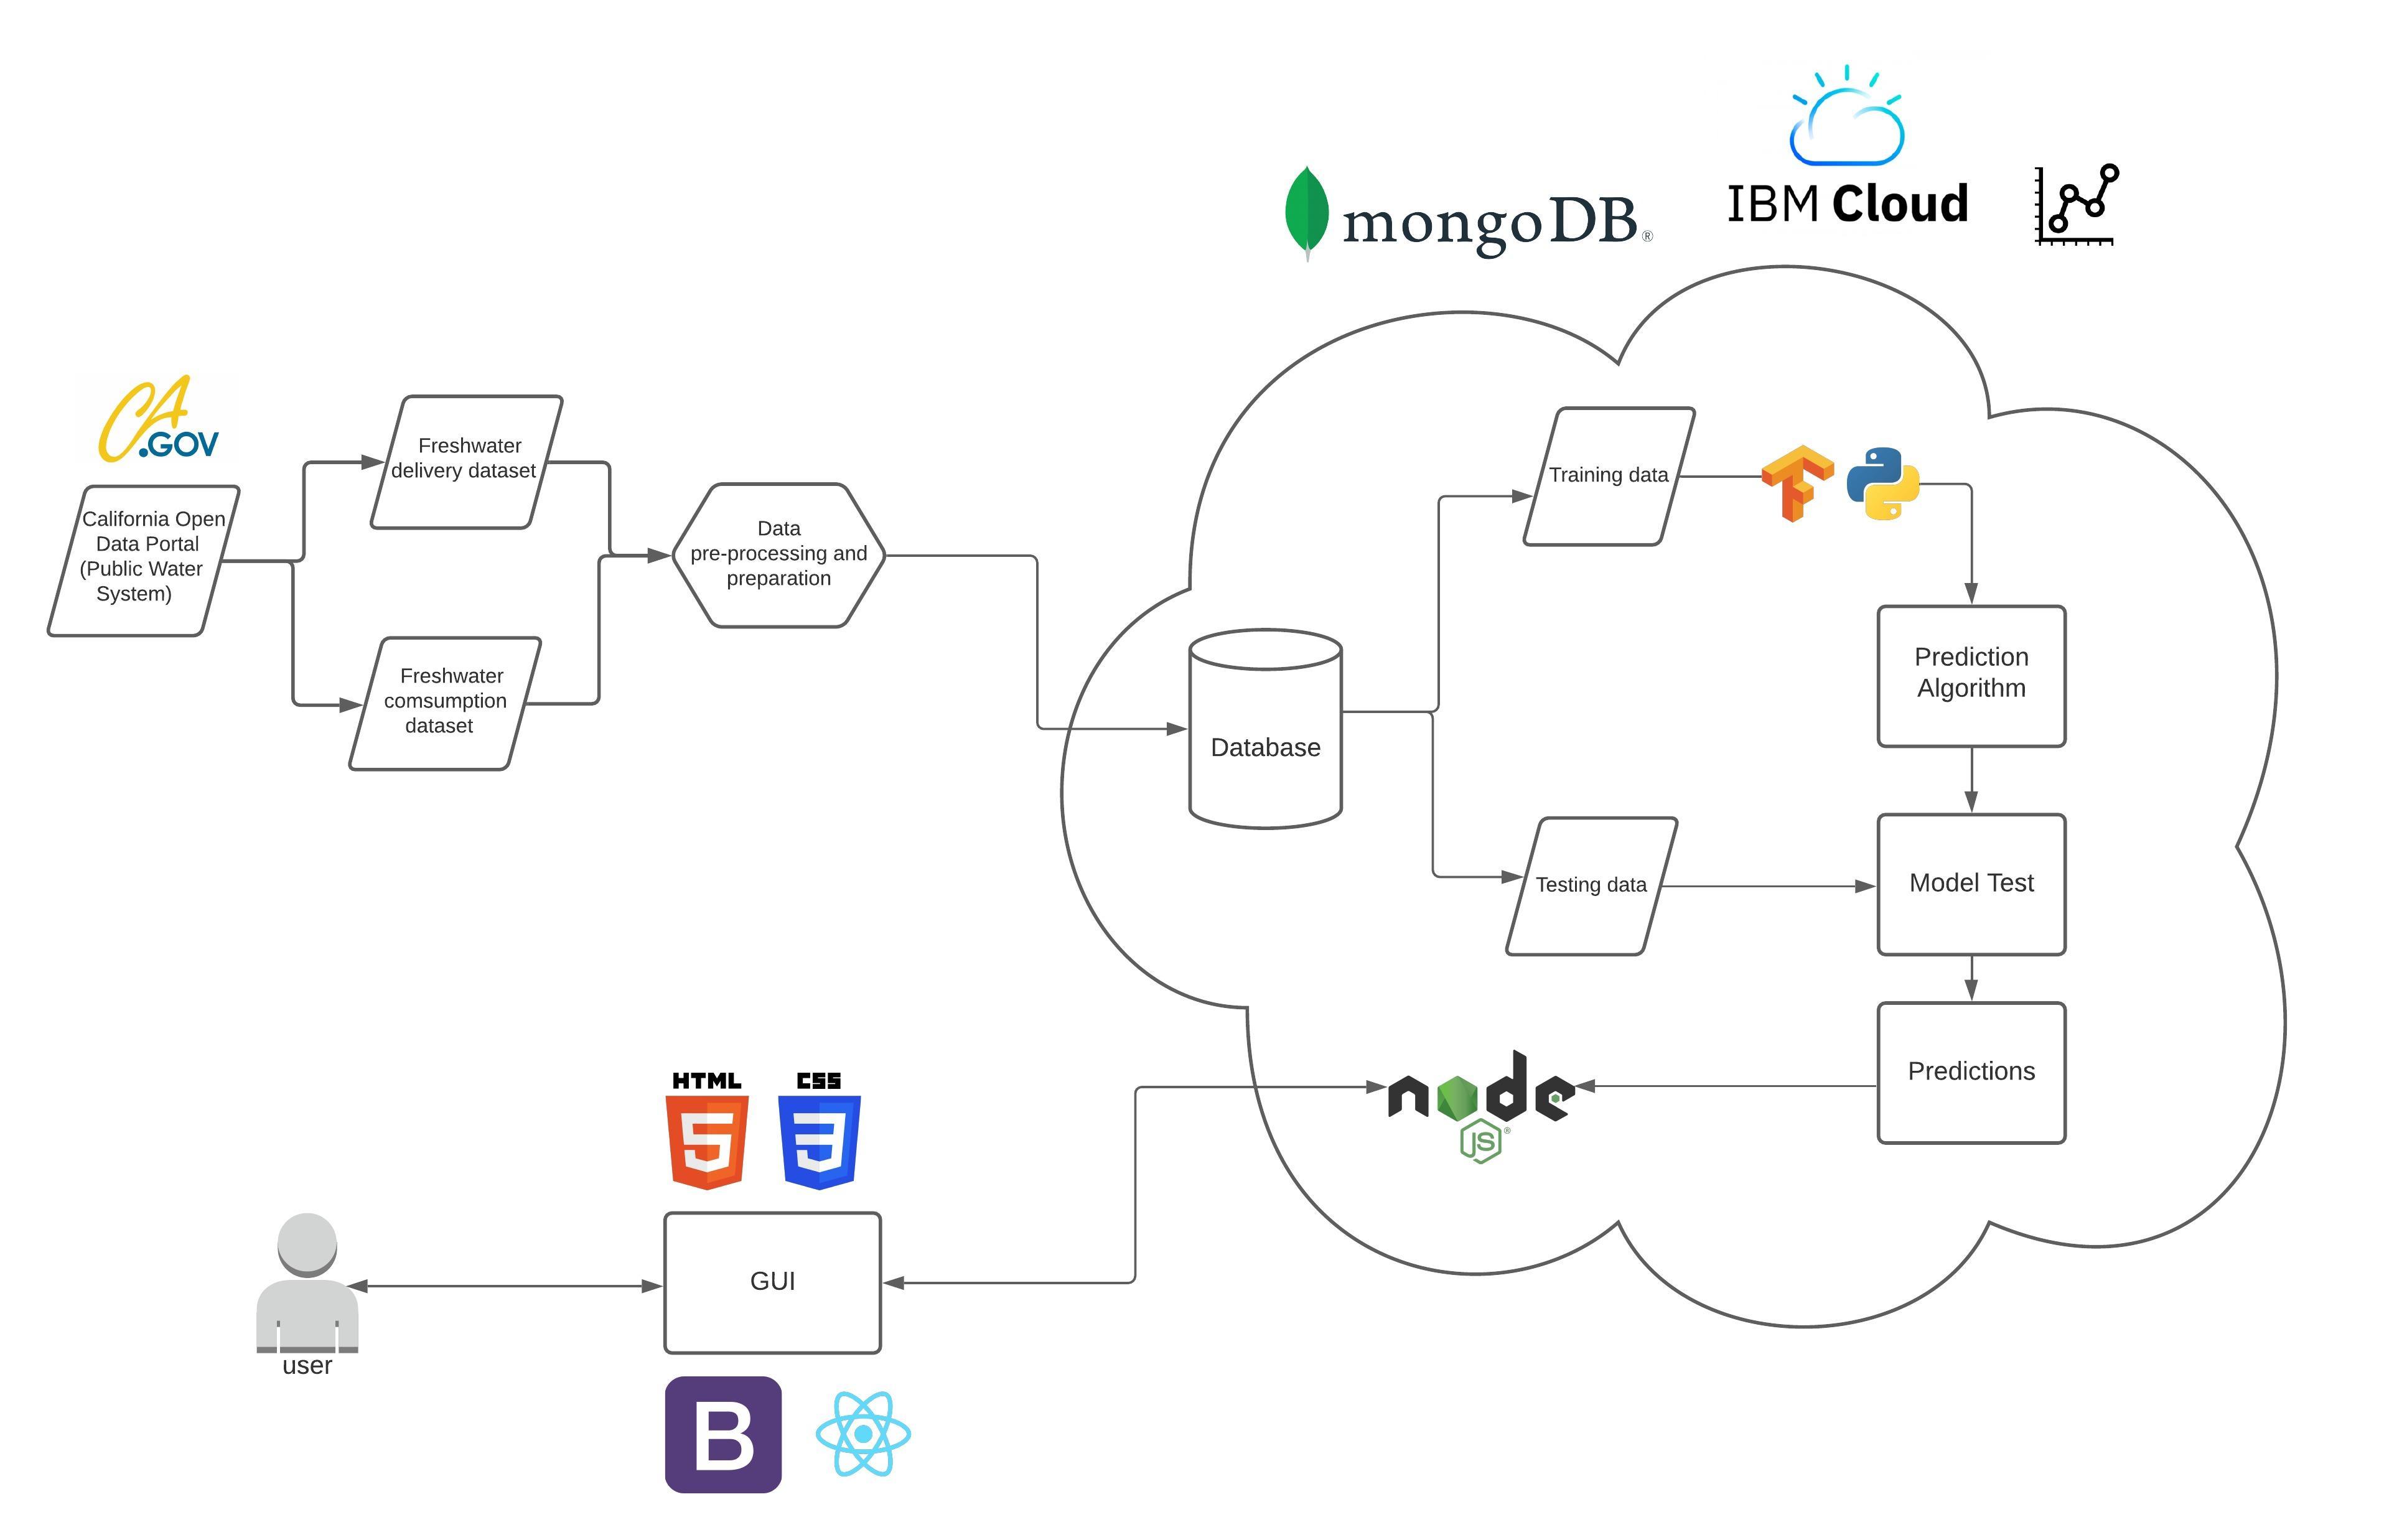 mongoDB®
IBM Cloud
CA
.GOV
California Open
Data Portal
(Public Water
System)
Freshwater
delivery dataset
Freshwater
comsumption
dataset
Data
pre-processing and
preparation
Database
Training data
Testing data
Prediction
Algorithm
Model Test
Predictions
node
JS®
HTML
5
CSS
3
GUI
user
B